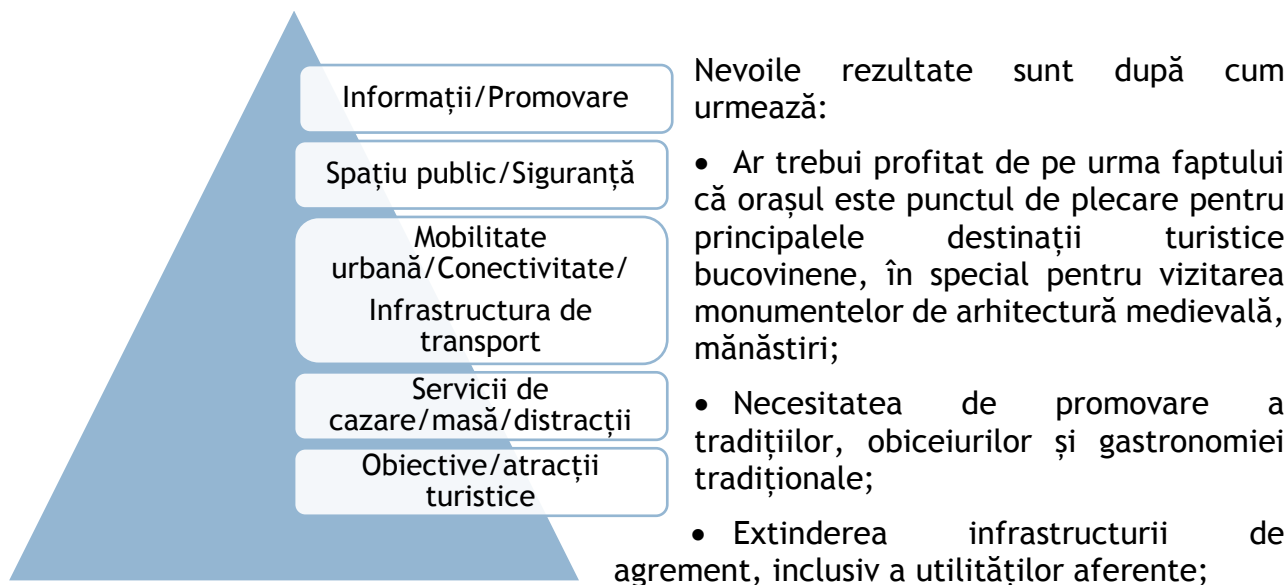 Informații/Promovare
Spațiu public/Siguranță
Mobilitate
urbană/Conectivitate/
Infrastructura de
transport
Servicii de
cazare/masă/distracții
Obiective/atracții
turistice
Nevoile rezultate sunt după cum
urmează:
• Ar trebui profitat de pe urma faptului
că orașul este punctul de plecare pentru
principalele destinații turistice
bucovinene, în special pentru vizitarea
monumentelor de arhitectură medievală,
mănăstiri;
• Necesitatea de promovare a
tradițiilor, obiceiurilor și gastronomiei
tradiționale;
• Extinderea infrastructurii de
agrement, inclusiv a utilităților aferente;